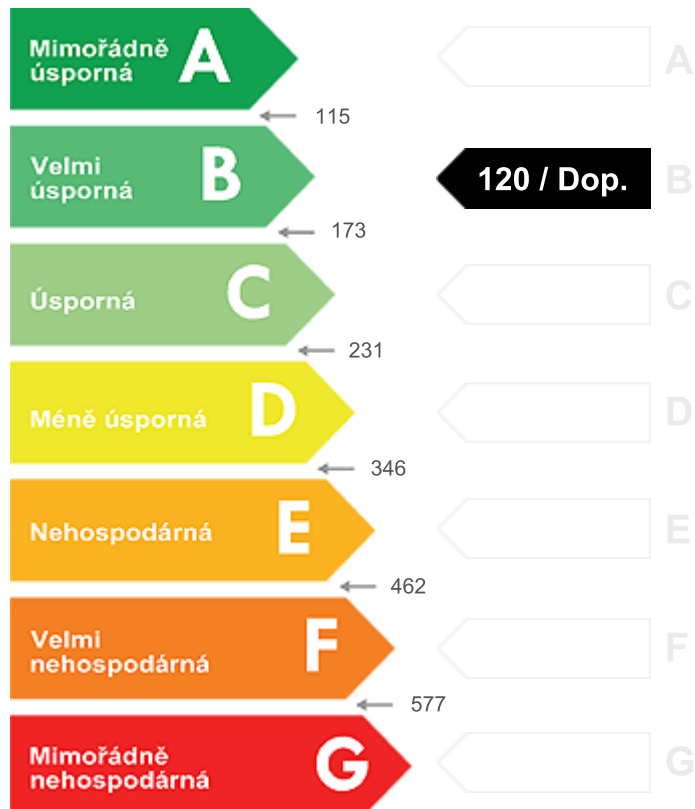 Mimořádně
úsporná
A
A
115
Velmi
úsporná
B
120 / Dop.
B
173
Úsporná
C
C
231
Méně úsporná
D
D
346
Nehospodárná
E
E
462
Velmi
nehospodárná
F
F
577
Mimořádně
nehospodárná
G
G